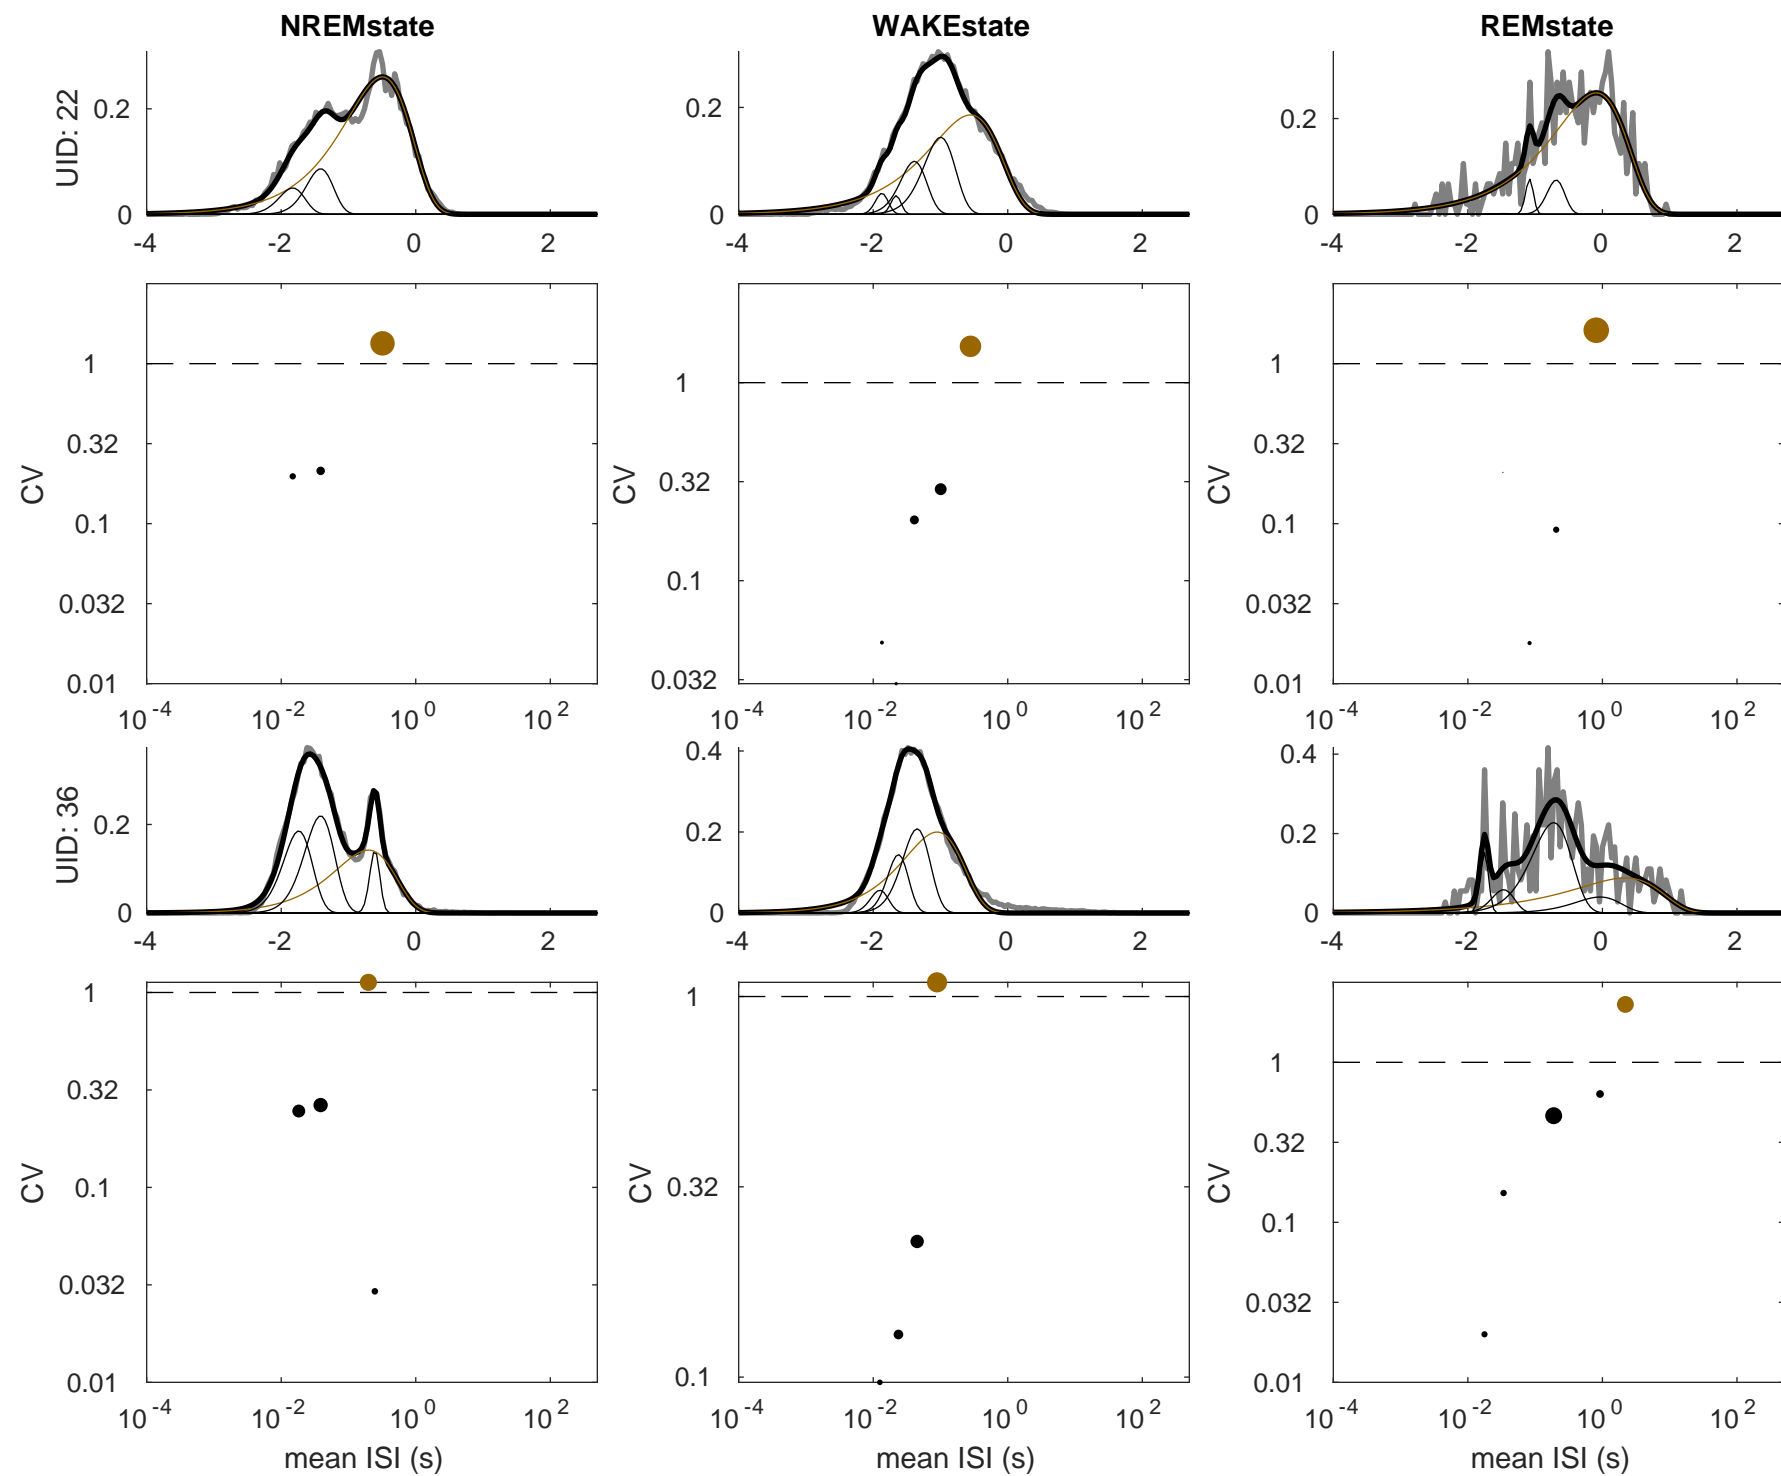 NREMstate WAKEstate REMstate
UID: 22
0.2 0.2 0.2
0 0 0
-4 -2 0 2 -4 -2 0 2 -4 -2 0 2
1 1 1
0.32 0.32 0.32
CV CV CV
0.1 0.1 0.1
0.032 0.032 0.032
0.01 0.01
10^-4 10^-2 10^0 10^2 10^-4 10^-2 10^0 10^2 10^-4 10^-2 10^0 10^2
UID: 36
0.4 0.4
0.2 0.2 0.2
0 0 0
-4 -2 0 2 -4 -2 0 2 -4 -2 0 2
1 1 1
0.32 0.32 0.32
CV CV CV
0.1 0.1 0.1
0.032 0.032
0.01 0.01
10^-4 10^-2 10^0 10^2 10^-4 10^-2 10^0 10^2 10^-4 10^-2 10^0 10^2
mean ISI (s) mean ISI (s) mean ISI (s)